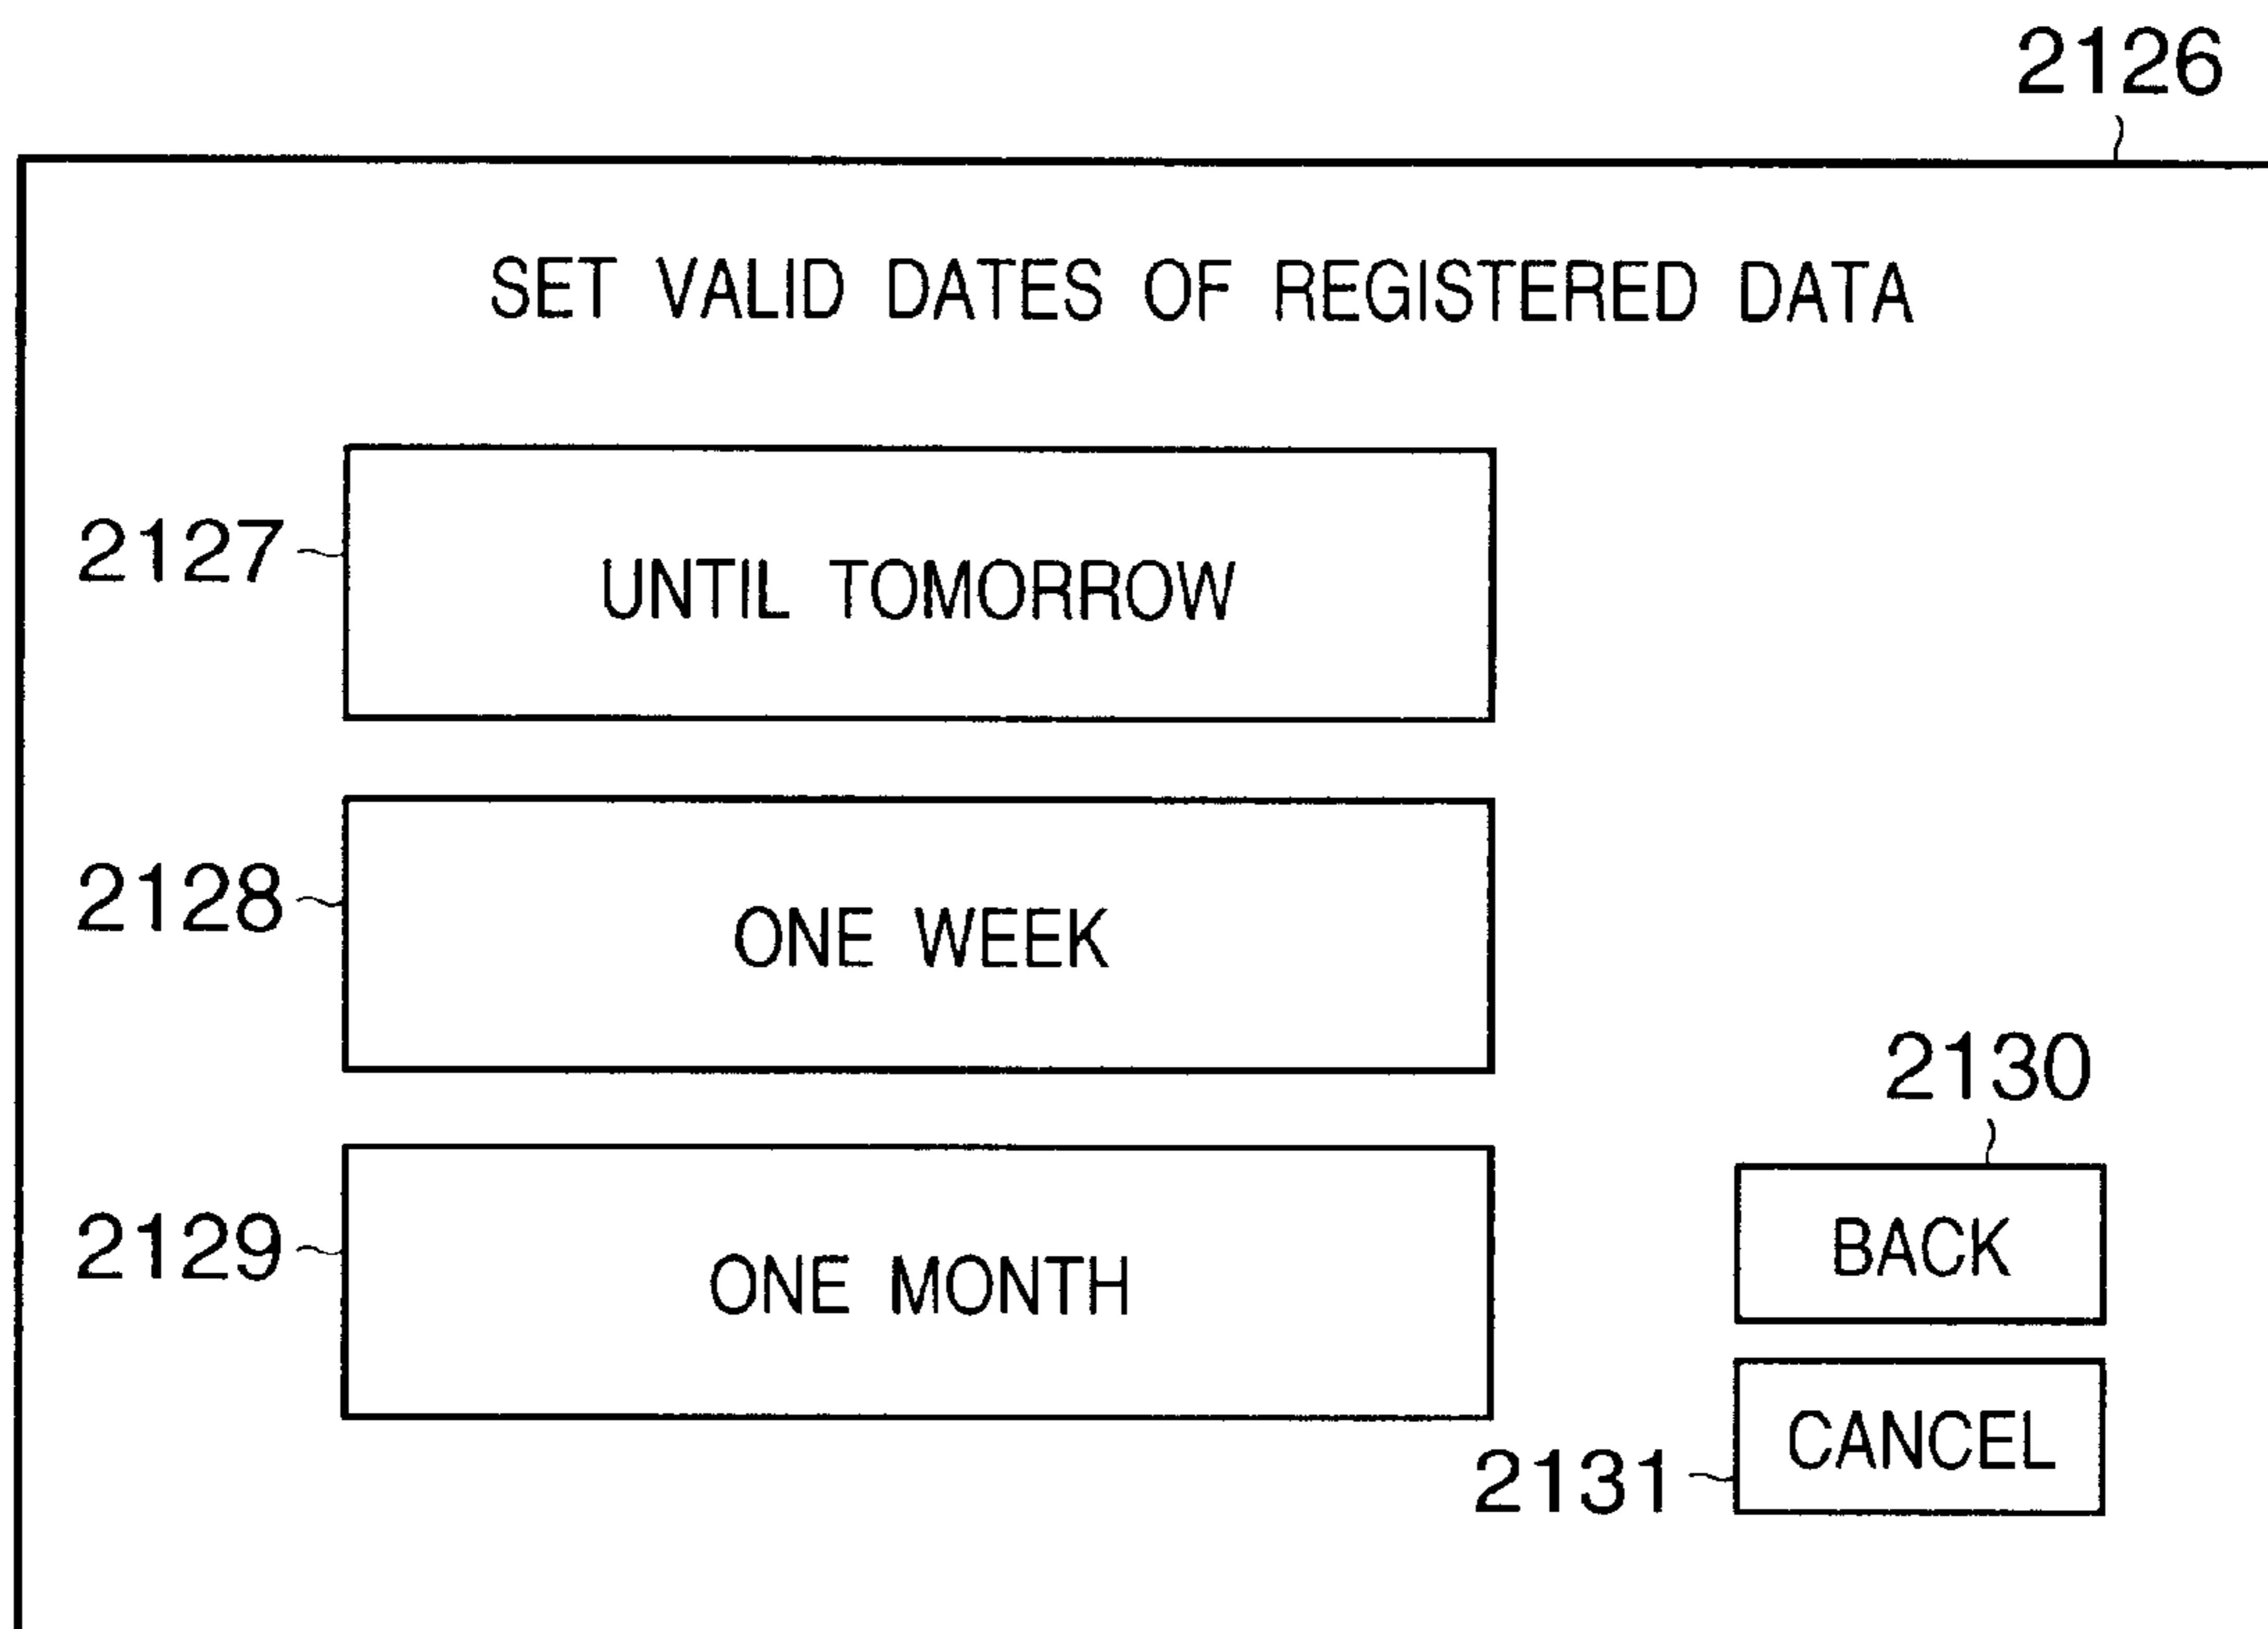 2126
SET VALID DATES OF REGISTERED DATA
2127
UNTIL TOMORROW
2128
ONE WEEK
2129
ONE MONTH
2130
BACK
2131
CANCEL